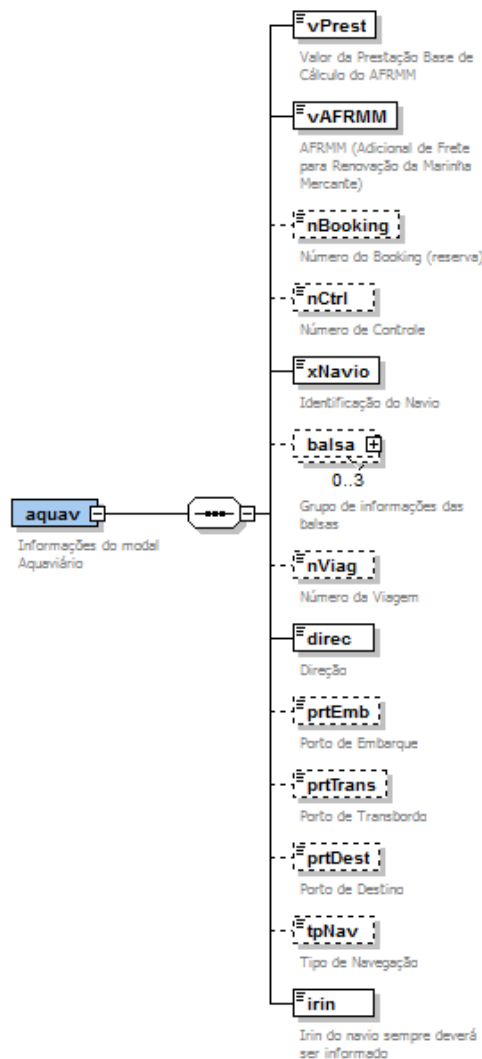 vPrest
Valor da Prestação Base de
Cálculo do AFRMM
vAFRMM
AFRMM (Adicional de Frete
para Renovação da Marinha
Mercante)
nBooking
Número do Booking (reserva)
nCtrl
Número de Controle
xNavio
Identificação do Navio
balsa
0..3
Grupo de informações das
balsas
aquav
Informações do modal
Aquaviário
nViag
Número da Viagem
direc
Direção
prtEmb
Porto de Embarque
prtTrans
Porto de Transbordo
prtDest
Porto de Destino
tpNav
Tipo de Navegação
irin
Irin do navio sempre deverá
ser informado